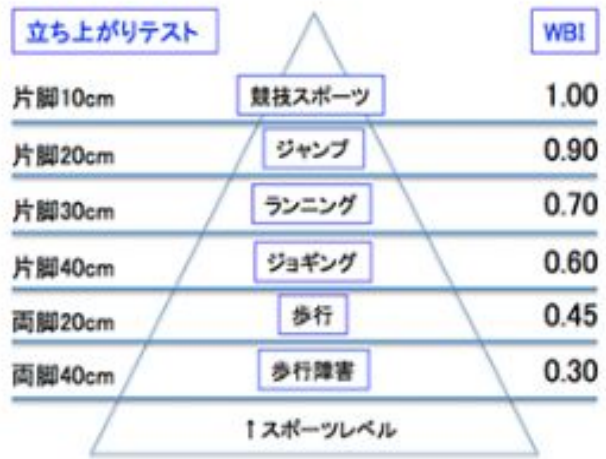 立ち上がりテスト WBI
片脚10cm 競技スポーツ 1.00
片脚20cm ジャンプ 0.90
片脚30cm ランニング 0.70
片脚40cm ジョギング 0.60
両脚20cm 歩行 0.45
両脚40cm 歩行障害 0.30
↑スポーツレベル